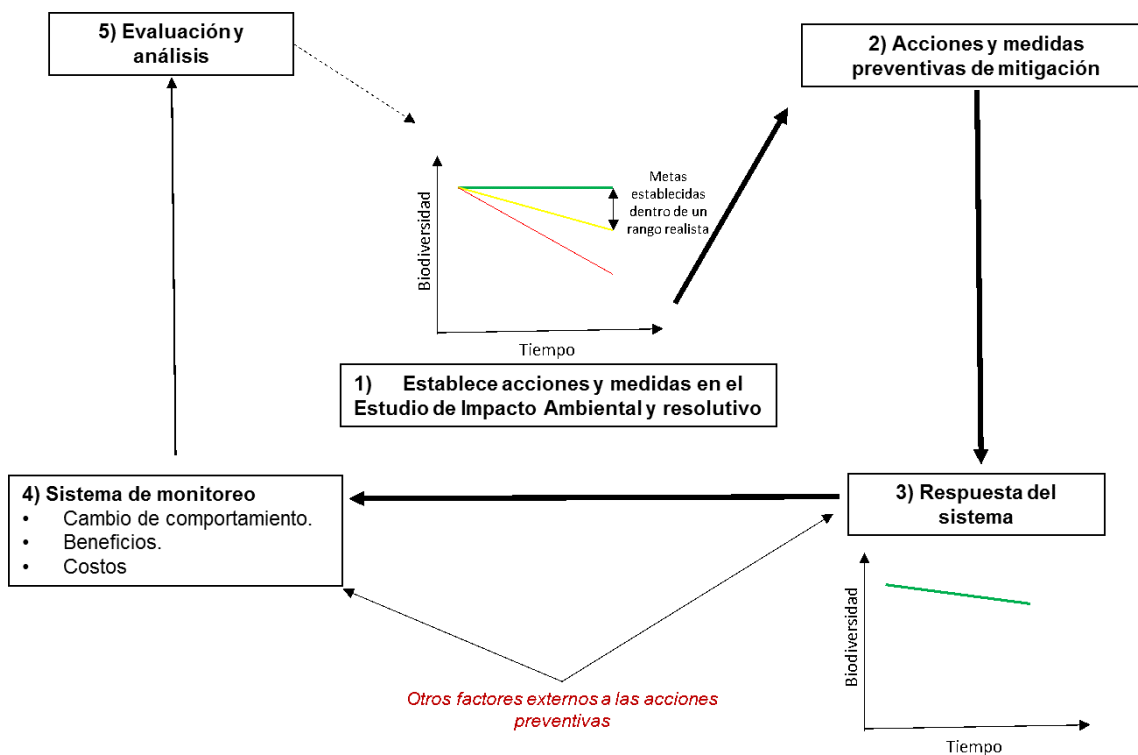 5) Evaluación y
análisis
2) Acciones y medidas
preventivas de mitigación
Biodiversidad
Metas
establecidas
dentro de un
rango realista
Tiempo
1) Establece acciones y medidas en el
Estudio de Impacto Ambiental y resolutivo
4) Sistema de monitoreo
• Cambio de comportamiento.
• Beneficios.
• Costos
3) Respuesta del
sistema
Biodiversidad
Tiempo
Otros factores externos a las acciones
preventivas